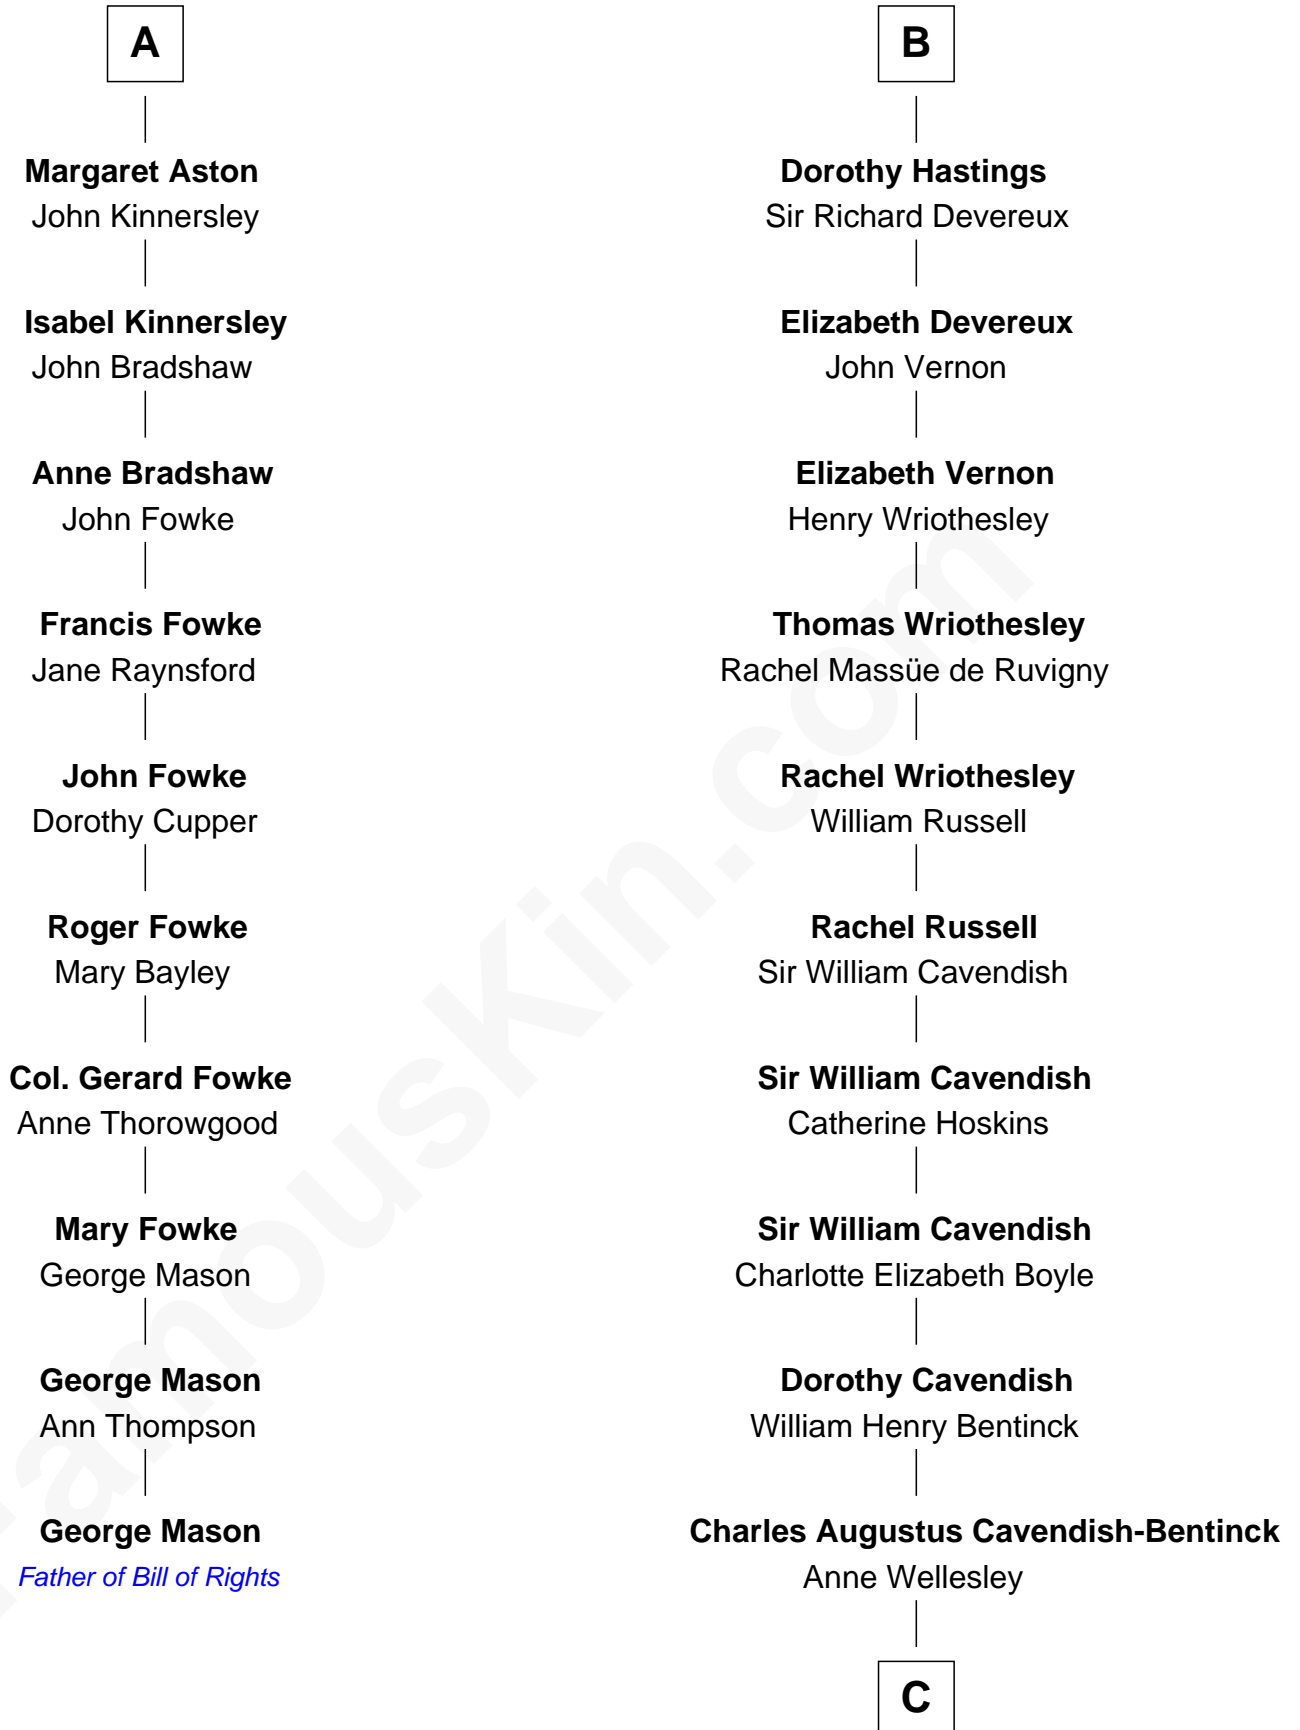 A
Margaret Aston
John Kinnersley
Isabel Kinnersley
John Bradshaw
Anne Bradshaw
John Fowke
Francis Fowke
Jane Raynsford
John Fowke
Dorothy Cupper
Roger Fowke
Mary Bayley
Col. Gerard Fowke
Anne Thorowgood
Mary Fowke
George Mason
George Mason
Ann Thompson
George Mason
Father of Bill of Rights
B
Dorothy Hastings
Sir Richard Devereux
Elizabeth Devereux
John Vernon
Elizabeth Vernon
Henry Wriothesley
Thomas Wriothesley
Rachel Massüe de Ruvigny
Rachel Wriothesley
William Russell
Rachel Russell
Sir William Cavendish
Sir William Cavendish
Catherine Hoskins
Sir William Cavendish
Charlotte Elizabeth Boyle
Dorothy Cavendish
William Henry Bentinck
Charles Augustus Cavendish-Bentinck
Anne Wellesley
C
FamousKin.com